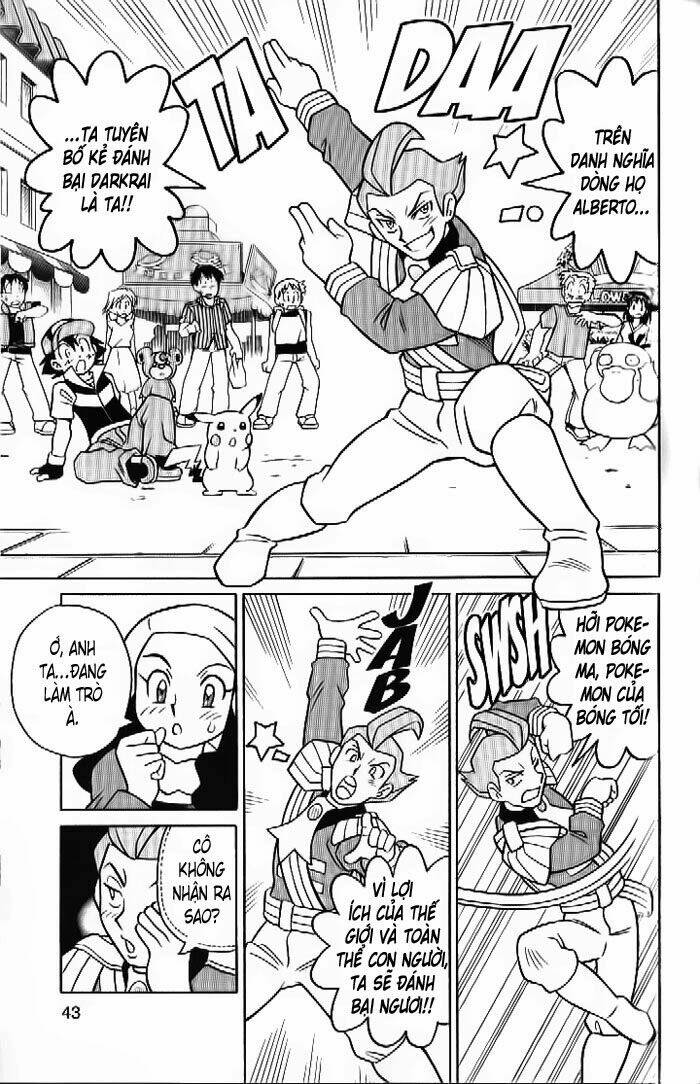 TRÊN
DANH NGHĨA
DÒNG HỌ
ALBERTO...
TA
DAA
...TA TUYÊN
BỐ KẺ ĐÁNH
BẠI DARKRAI
LÀ TA!!
HỠI POKE-
MON BÓNG
MA, POKE-
MON CỦA
BÓNG TỐI!
SWSH
JAB
VÌ LỢI
ÍCH CỦA THẾ
GIỚI VÀ TOÀN
THỂ CON NGƯỜI,
TA SẼ ĐÁNH
BẠI NGƯƠI!!
Ớ, ANH
TA...ĐANG
LÀM TRÒ
À.
CÔ
KHÔNG
NHẬN RA
SAO?
43